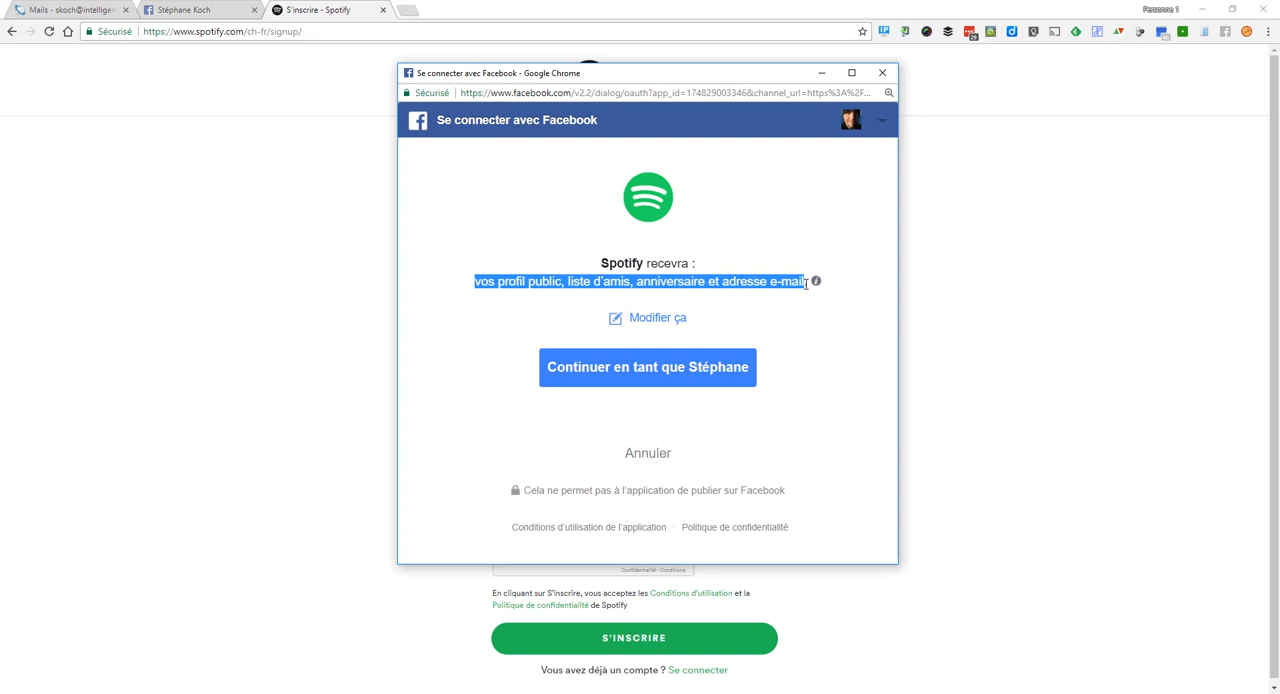 Mails - skoch@intelligen
Stéphane Koch
S'inscrire - Spotify
Personne 1
Sécurisé
https://www.spotify.com/ch-fr/signup/
Se connecter avec Facebook - Google Chrome
Sécurisé
https://www.facebook.com/v2.2/dialog/oauth?app_id=174829003346&channel_url=https%3A%2F...
Se connecter avec Facebook
Spotify recevra :
vos profil public, liste d'amis, anniversaire et adresse e-mail.
Modifier ça
Continuer en tant que Stéphane
Annuler
Cela ne permet pas à l'application de publier sur Facebook
Conditions d'utilisation de l'application · Politique de confidentialité
Confidentialité - Conditions
En cliquant sur S'inscrire, vous acceptez les Conditions d'utilisation et la
Politique de confidentialité de Spotify
S'INSCRIRE
Vous avez déjà un compte ? Se connecter